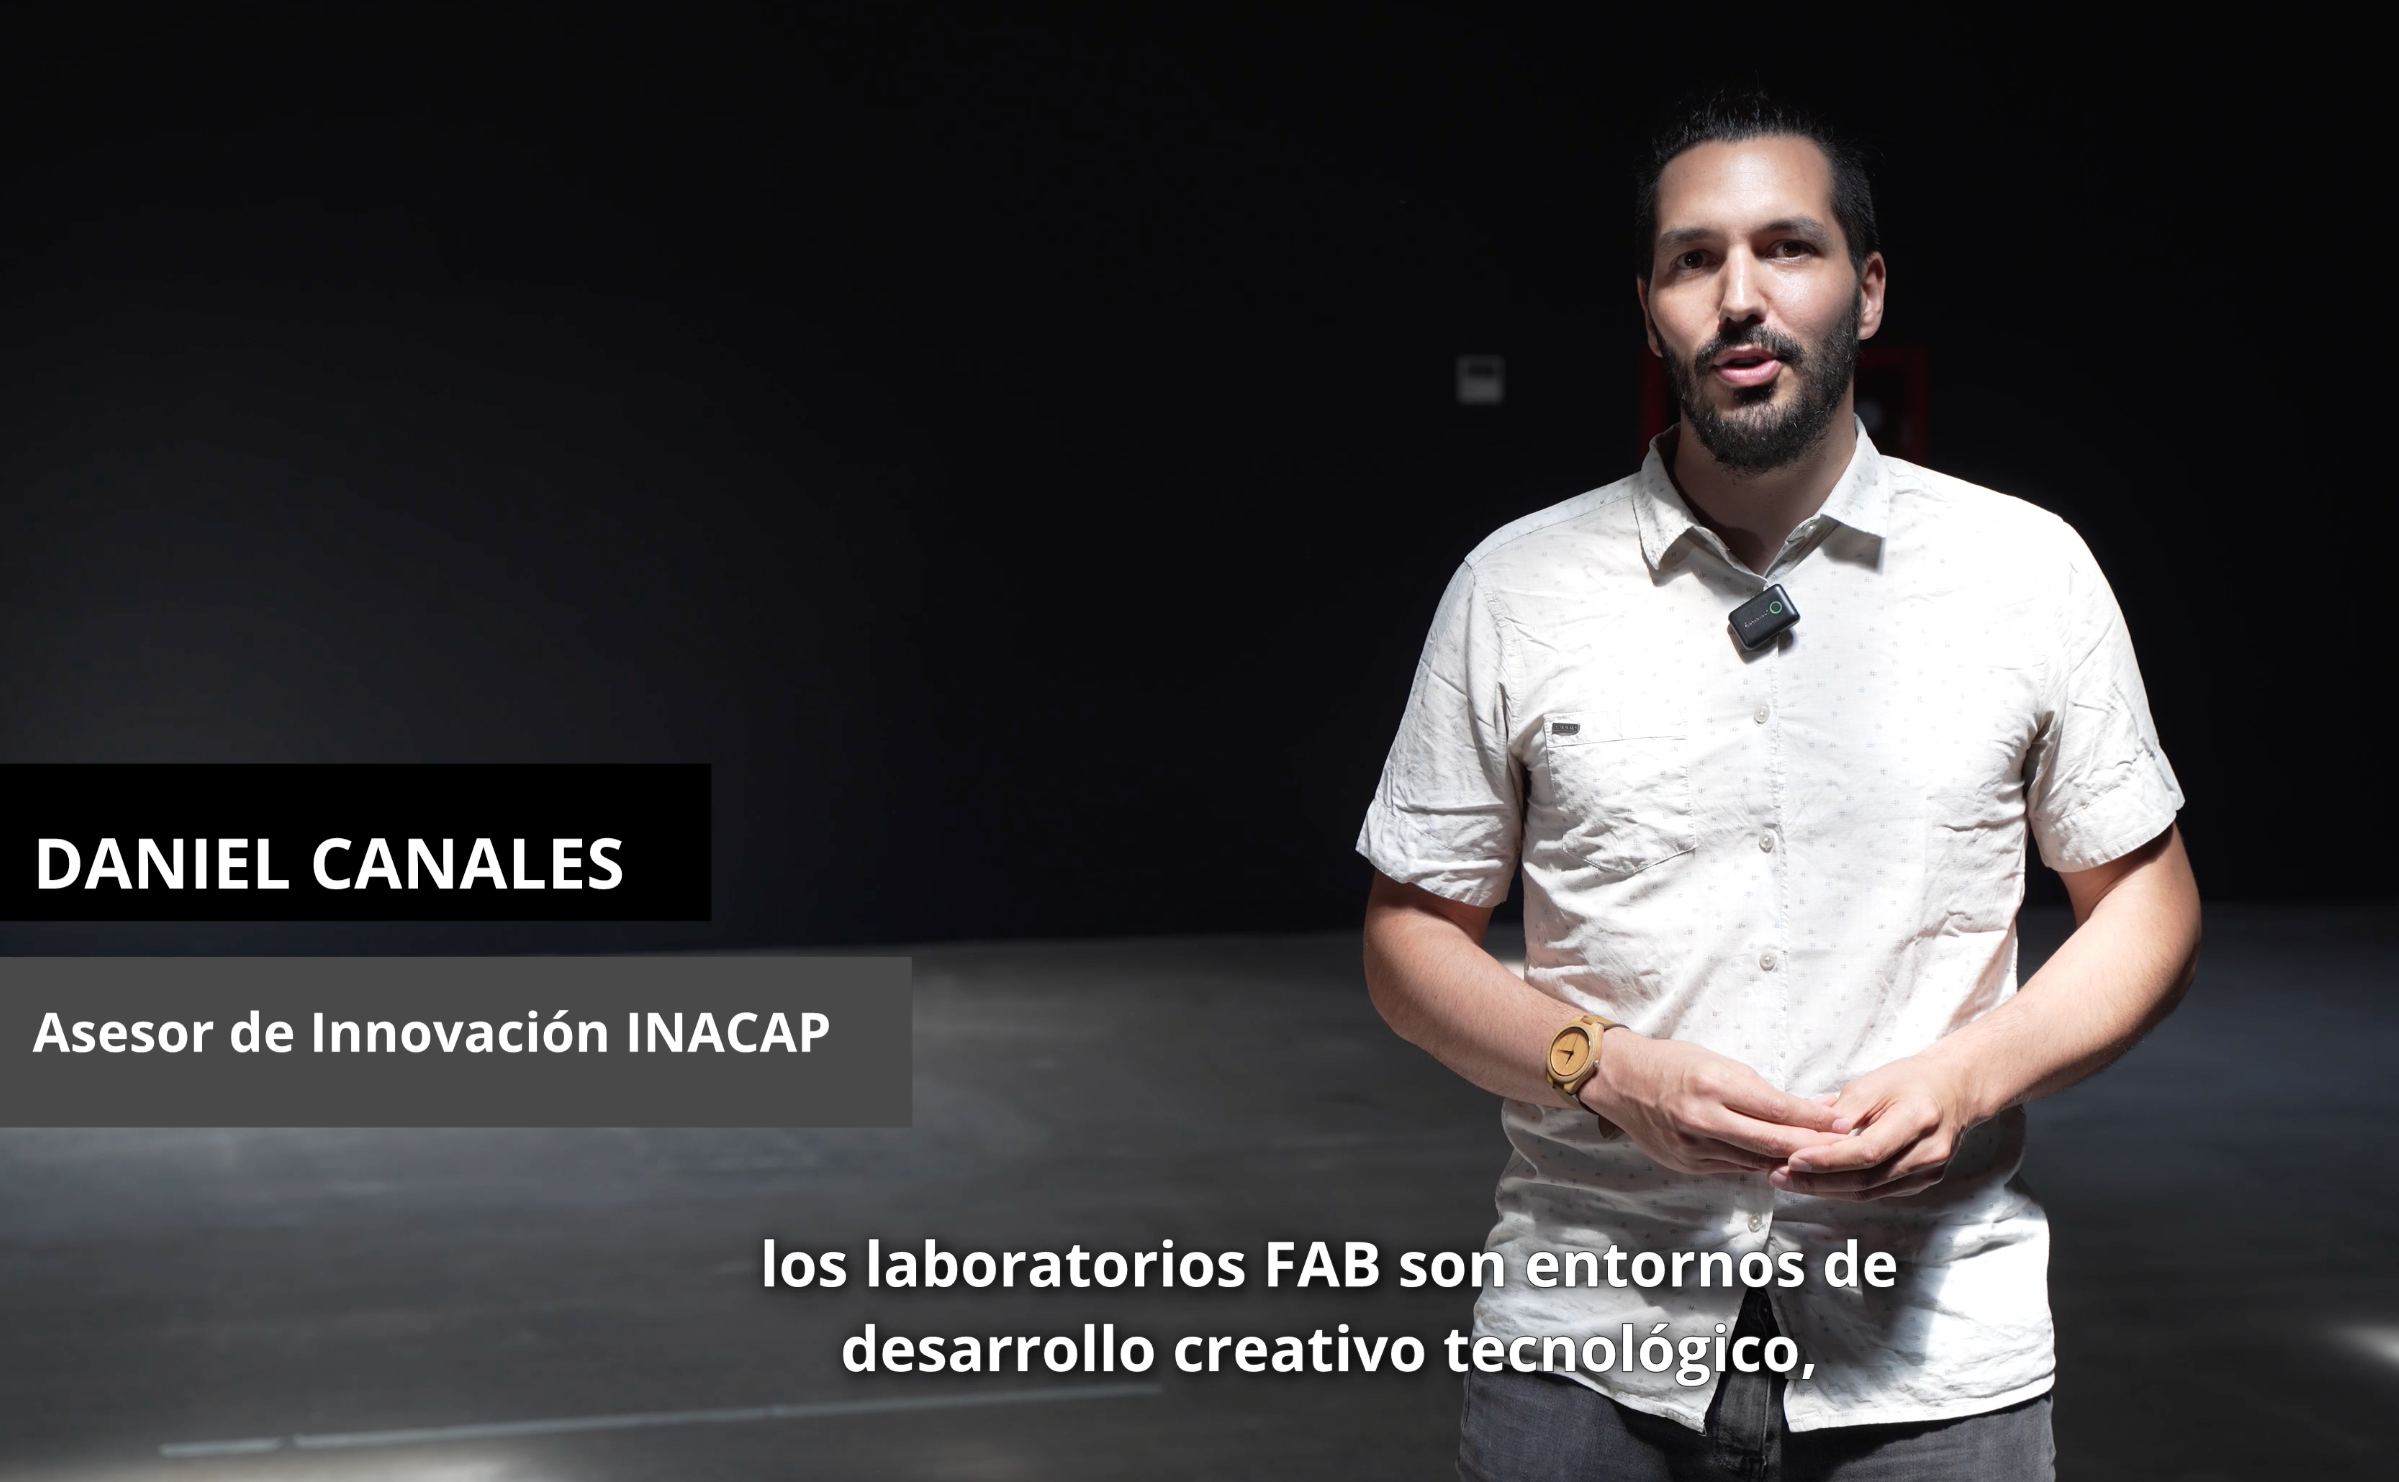 DANIEL CANALES
Asesor de Innovación INACAP
los laboratorios FAB son entornos de
desarrollo creativo tecnológico,